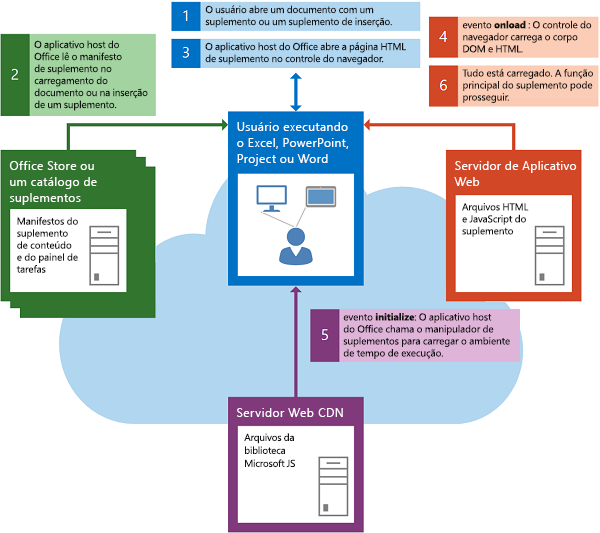 1
O usuário abre um documento com um
suplemento ou um suplemento de inserção.
2
O aplicativo host do
Office lê o manifesto
de suplemento no
carregamento do
documento ou na inserção
de um suplemento.
3
O aplicativo host do Office abre a página HTML
de suplemento no controle do navegador.
4
evento onload : O controle do
navegador carrega o corpo
DOM e HTML.
6
Tudo está carregado. A função
principal do suplemento pode
prosseguir.
Usuário executando
o Excel, PowerPoint,
Project ou Word
Office Store ou
um catálogo de
suplementos
Manifestos do
suplemento
de conteúdo
e do painel de
tarefas
Servidor de Aplicativo
Web
Arquivos HTML
e JavaScript do
suplemento
5
evento initialize: O aplicativo host
do Office chama o manipulador de
suplementos para carregar o ambiente
de tempo de execução.
Servidor Web CDN
Arquivos da
biblioteca
Microsoft JS